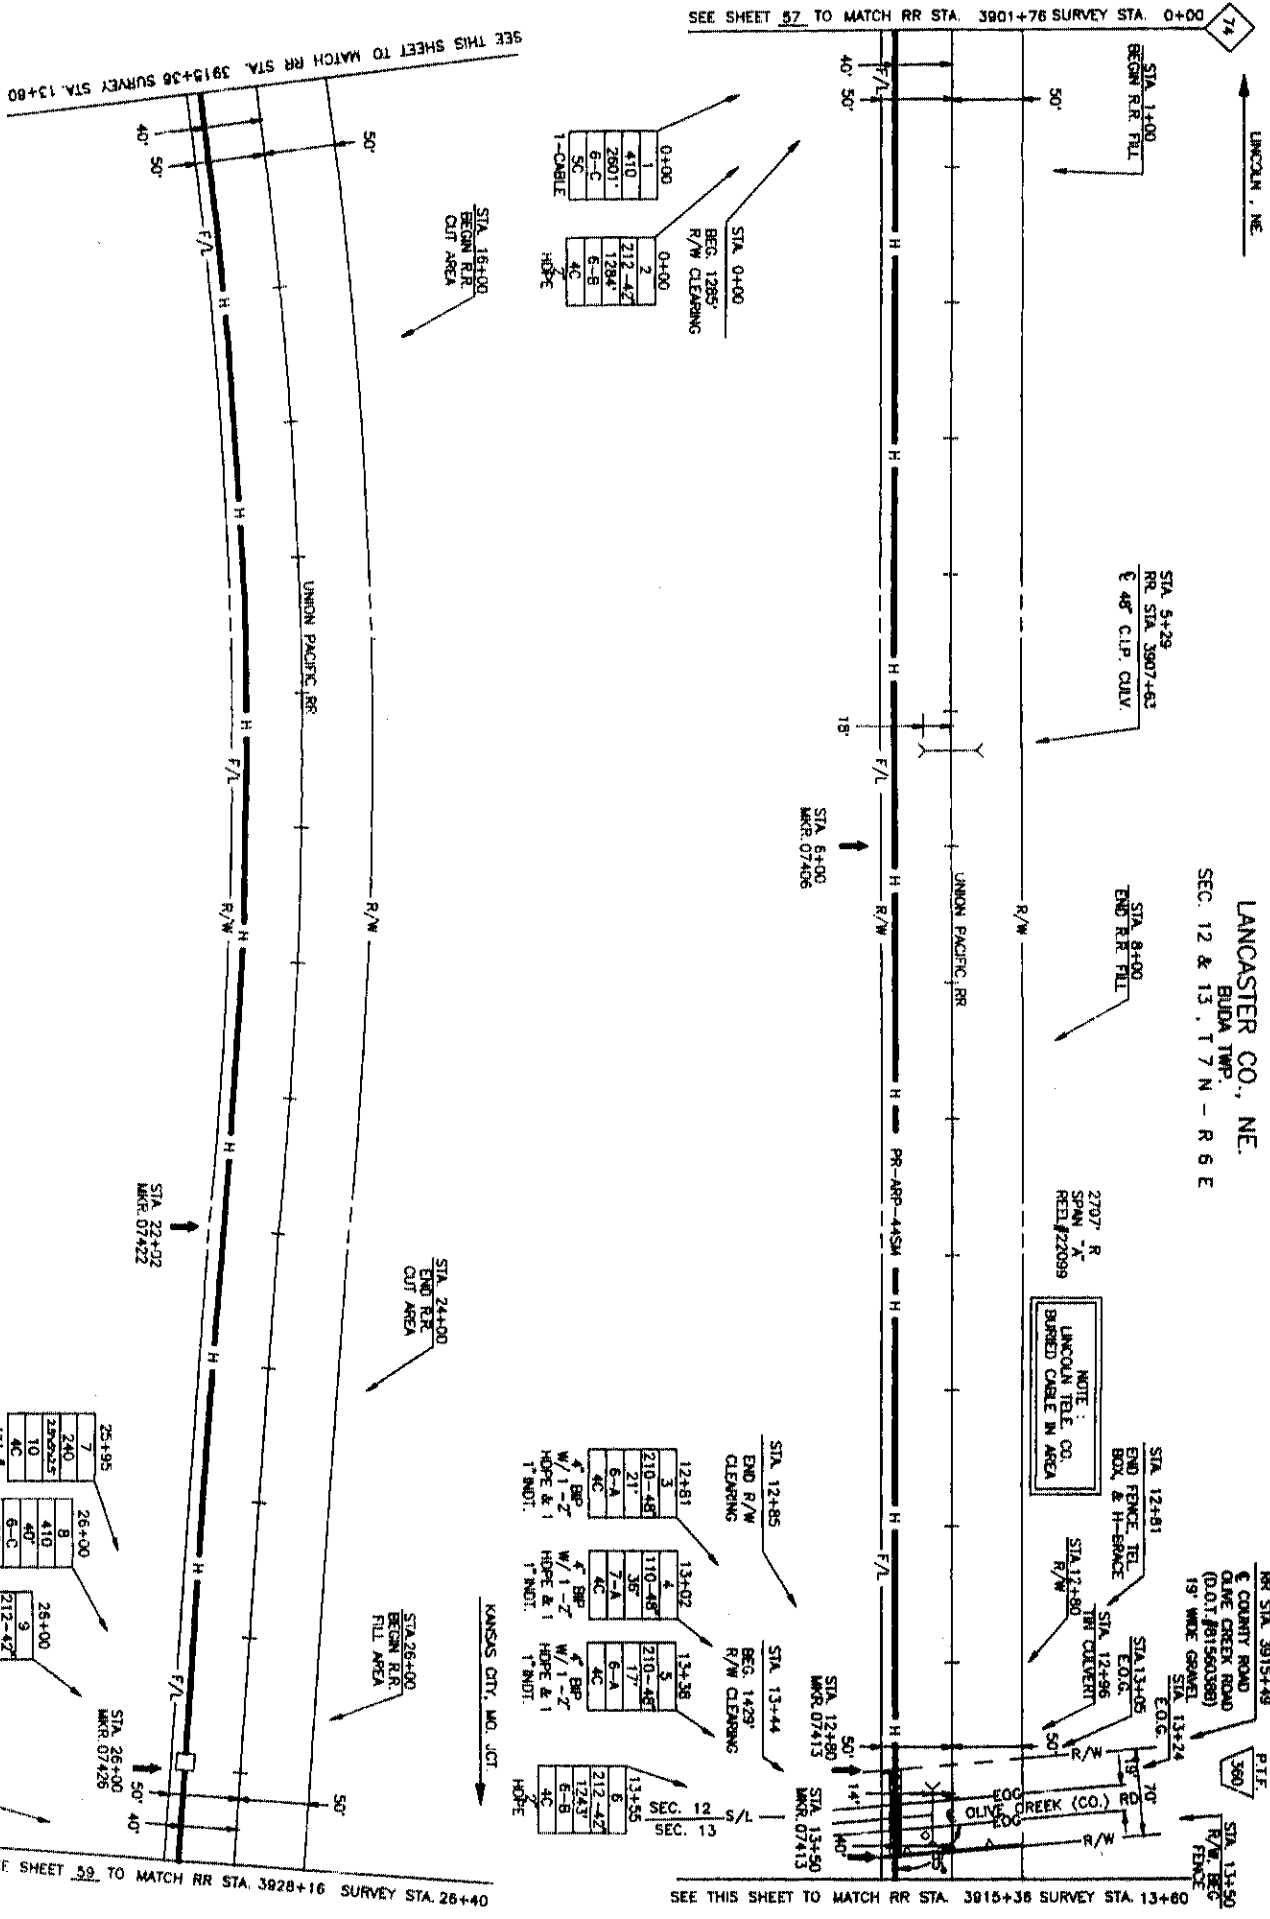 SEE SHEET 57 TO MATCH RR STA. 3901+76 SURVEY STA. 0+00
74
LINCOLN, NE.
STA. 1+00
BEGIN R.R. FILL
50'
40'
50'
F/L
LANCASTER CO., NE.
BUDA TWP.
SEC. 12 & 13, T 7 N - R 6 E
STA. 5+29
RR. STA. 3907+63
℄ 48" C.I.P. CULV.
STA. 8+00
END R.R. FILL
2707' R
SPAN "A"
REEL #22099
NOTE :
LINCOLN TELE. CO.
BURIED CABLE IN AREA
STA. 12+81
END FENCE, TEL
BOX, & H-BRACE
STA. 12+80
R/W
STA. 12+96
TIN CULVERT
STA. 13+05
E.O.G.
STA. 13+24
E.O.G.
RR STA. 3915+49
℄ COUNTY ROAD
OLIVE CREEK ROAD
19' WIDE GRAVEL
P.T.F.
560
STA. 13+50
R/W, BEG
FENCE
R/W
UNION PACIFIC RR
18'
F/L
R/W
H
H
H
H
H
PR-ARP-44SM
H
H
F/L
H
50'
R/W
19'
70'
EOG
OLIVE CREEK (CO.) RD
EOG
R/W
50'
14'
40'
85'
STA. 6+00
MKR. 07406
STA. 0+00
BEG. 1285'
R/W CLEARING
0+00
1
410
2601'
6-C
5C
1-CABLE
0+00
2
212-42"
1284'
6-B
4C
2"
HDPE
STA. 12+85
END R/W
CLEARING
STA. 13+44
BEG. 1429'
R/W CLEARING
STA. 12+80
MKR. 07413
STA. 13+50
MKR. 07413
12+81
3
210-48"
21'
6-A
4C
4" BIP
W/ 1-2"
HDPE & 1
1" INDT.
13+02
4
110-48"
36'
7-A
4C
4" BIP
W/ 1-2"
HDPE & 1
1" INDT.
13+38
5
210-48"
17'
6-A
4C
4" BIP
W/ 1-2"
HDPE & 1
1" INDT.
13+55
6
212-42"
1243'
6-B
4C
2"
HDPE
SEC. 12
SEC. 13
S/L
SEE THIS SHEET TO MATCH RR STA. 3915+36 SURVEY STA. 13+60
KANSAS CITY, MO. JCT.
SEE THIS SHEET TO MATCH RR STA. 3915+36 SURVEY STA. 13+60
50'
40'
50'
STA. 16+00
BEGIN R.R.
CUT AREA
F/L
H
H
UNION PACIFIC RR
H
F/L
R/W
R/W
H
H
STA. 22+02
MKR. 07422
STA. 24+00
END R.R.
CUT AREA
H
H
F/L
STA. 26+00
BEGIN R.R.
FILL AREA
25+95
7
240
10
4C
26+00
8
410
40'
6-C
26+00
9
212-42"
STA. 26+00
MKR. 07426
50'
40'
50'
SHEET 59 TO MATCH RR STA. 3928+16 SURVEY STA. 26+40